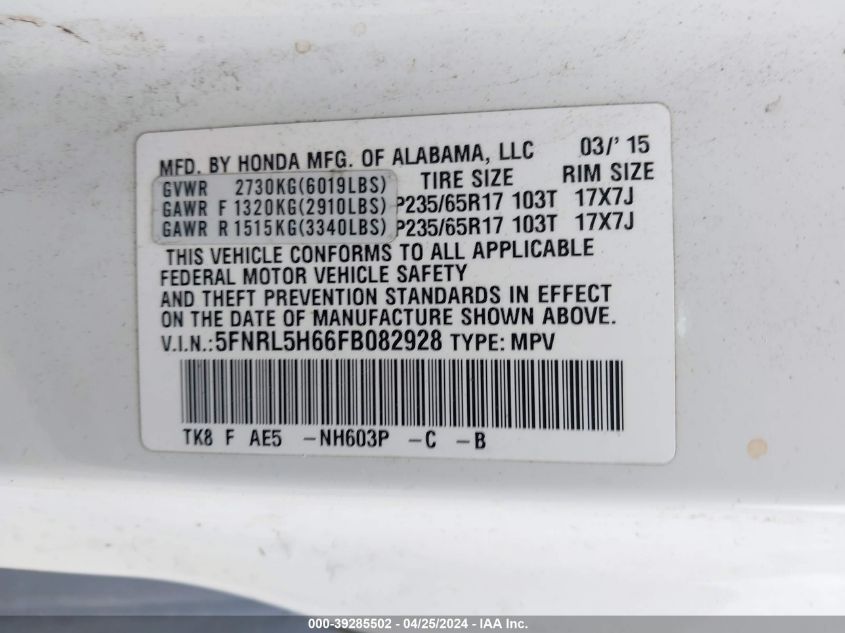 MFD. BY HONDA MFG. OF ALABAMA, LLC 03/' 15
GVWR 2730KG(6019LBS) TIRE SIZE RIM SIZE
GAWR F 1320KG(2910LBS) P235/65R17 103T 17X7J
GAWR R 1515KG(3340LBS) P235/65R17 103T 17X7J
THIS VEHICLE CONFORMS TO ALL APPLICABLE
FEDERAL MOTOR VEHICLE SAFETY
AND THEFT PREVENTION STANDARDS IN EFFECT
ON THE DATE OF MANUFACTURE SHOWN ABOVE.
V.I.N.:5FNRL5H66FB082928 TYPE: MPV
TK8 F AE5 -NH603P -C -B
000-39285502 - 04/25/2024 - IAA Inc.